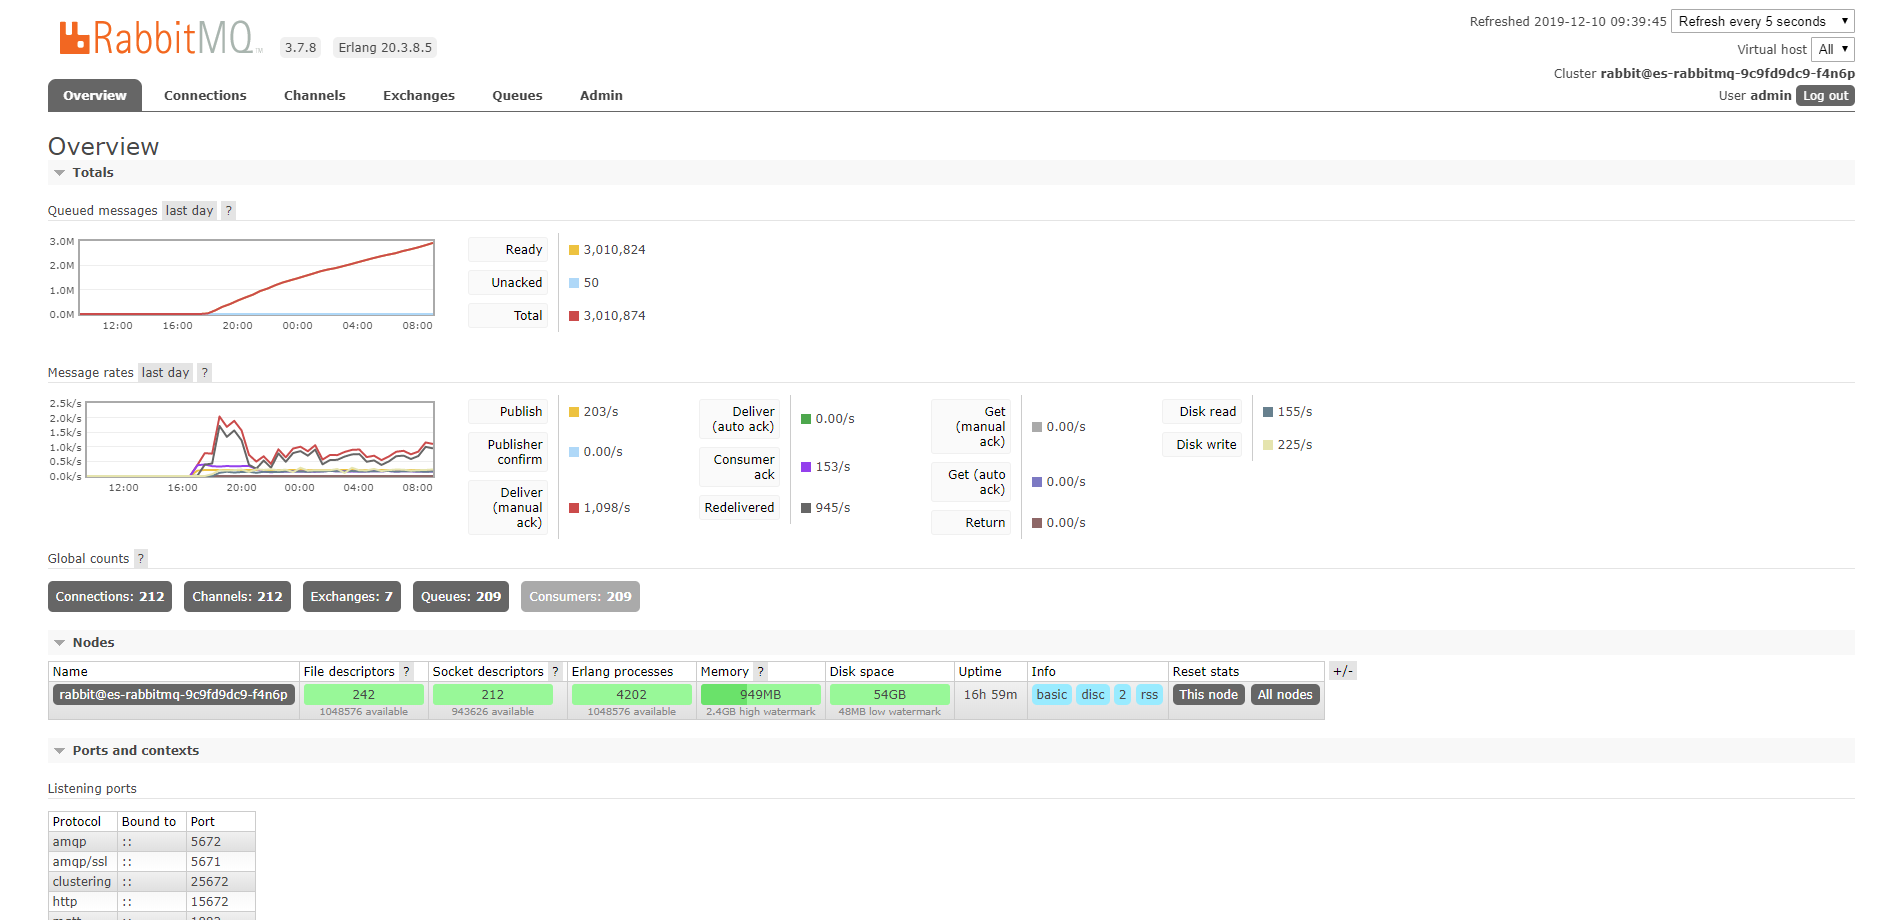 RabbitMQ™ 3.7.8 Erlang 20.3.8.5
Refreshed 2019-12-10 09:39:45 Refresh every 5 seconds
Virtual host All
Cluster rabbit@es-rabbitmq-9c9fd9dc9-f4n6p
User admin Log out
Overview Connections Channels Exchanges Queues Admin
Overview
Totals
Queued messages last day ?
3.0M
2.0M
1.0M
0.0M
12:00 16:00 20:00 00:00 04:00 08:00
Ready 3,010,824
Unacked 50
Total 3,010,874
Message rates last day ?
2.5k/s
2.0k/s
1.5k/s
1.0k/s
0.5k/s
0.0k/s
12:00 16:00 20:00 00:00 04:00 08:00
Publish 203/s
Publisher
confirm 0.00/s
Deliver
(manual
ack) 1,098/s
Deliver
(auto ack) 0.00/s
Consumer
ack 153/s
Redelivered 945/s
Get
(manual
ack) 0.00/s
Get (auto
ack) 0.00/s
Return 0.00/s
Disk read 155/s
Disk write 225/s
Global counts ?
Connections: 212 Channels: 212 Exchanges: 7 Queues: 209 Consumers: 209
Nodes
Name File descriptors ? Socket descriptors ? Erlang processes Memory ? Disk space Uptime Info Reset stats +/-
rabbit@es-rabbitmq-9c9fd9dc9-f4n6p 242 212 4202 949MB 54GB 16h 59m basic disc 2 rss This node All nodes
1048576 available 943626 available 1048576 available 2.4GB high watermark 48MB low watermark
Ports and contexts
Listening ports
Protocol Bound to Port
amqp :: 5672
amqp/ssl :: 5671
clustering :: 25672
http :: 15672
mqtt :: 1883